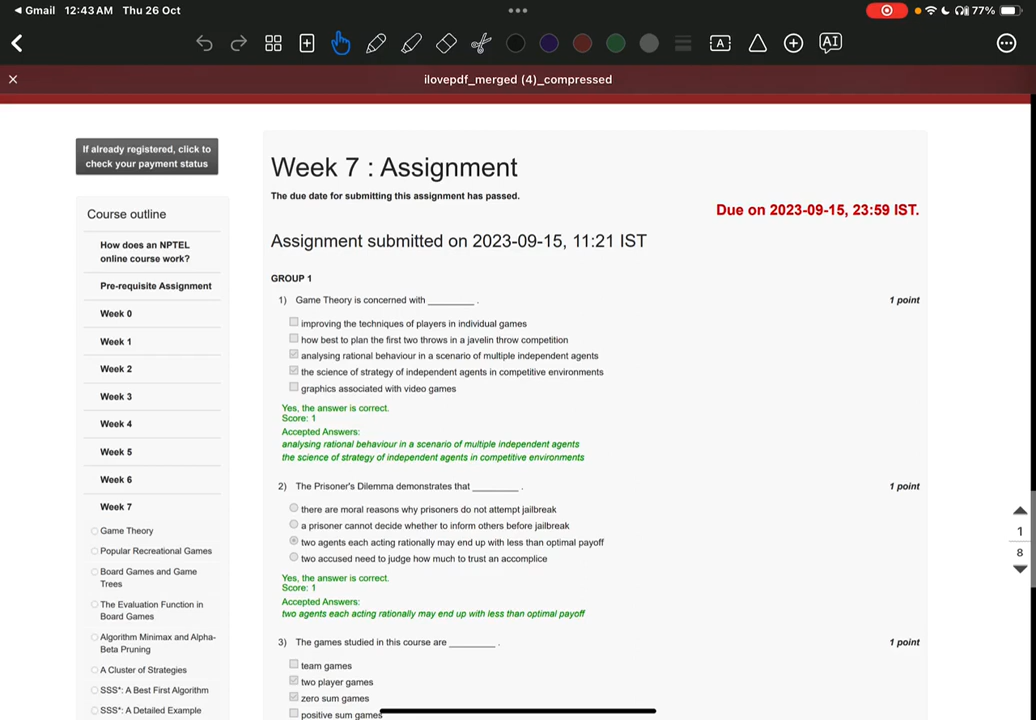 ◀ Gmail 12:43 AM Thu 26 Oct
77%
A
AI
ilovepdf_merged (4)_compressed
If already registered, click to
check your payment status
Course outline
How does an NPTEL
online course work?
Pre-requisite Assignment
Week 0
Week 1
Week 2
Week 3
Week 4
Week 5
Week 6
Week 7
Game Theory
Popular Recreational Games
Board Games and Game
Trees
The Evaluation Function in
Board Games
Algorithm Minimax and Alpha-
Beta Pruning
A Cluster of Strategies
SSS*: A Best First Algorithm
SSS*: A Detailed Example
Week 7 : Assignment
The due date for submitting this assignment has passed.
Due on 2023-09-15, 23:59 IST.
Assignment submitted on 2023-09-15, 11:21 IST
GROUP 1
1) Game Theory is concerned with _________ . 1 point
improving the techniques of players in individual games
how best to plan the first two throws in a javelin throw competition
analysing rational behaviour in a scenario of multiple independent agents
the science of strategy of independent agents in competitive environments
graphics associated with video games
Yes, the answer is correct.
Score: 1
Accepted Answers:
analysing rational behaviour in a scenario of multiple independent agents
the science of strategy of independent agents in competitive environments
2) The Prisoner's Dilemma demonstrates that _________ . 1 point
there are moral reasons why prisoners do not attempt jailbreak
a prisoner cannot decide whether to inform others before jailbreak
two agents each acting rationally may end up with less than optimal payoff
two accused need to judge how much to trust an accomplice
Yes, the answer is correct.
Score: 1
Accepted Answers:
two agents each acting rationally may end up with less than optimal payoff
3) The games studied in this course are _________ . 1 point
team games
two player games
zero sum games
positive sum games
1
8